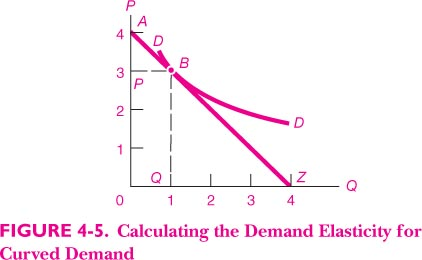 P
A
4
D
B
3
P
2
D
1
Q
Z
Q
0
1
2
3
4
FIGURE 4-5. Calculating the Demand Elasticity for
Curved Demand